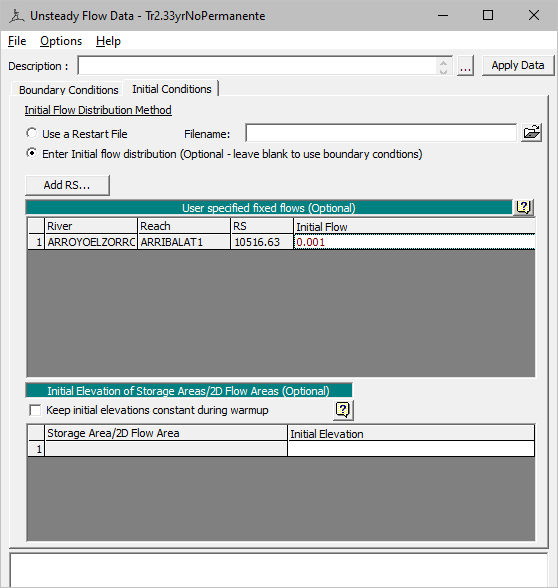 Unsteady Flow Data - Tr2.33yrNoPermanente
File Options Help
Description : ... Apply Data
Boundary Conditions Initial Conditions
Initial Flow Distribution Method
Use a Restart File Filename:
Enter Initial flow distribution (Optional - leave blank to use boundary condtions)
Add RS...
User specified fixed flows (Optional)
River Reach RS Initial Flow
1 ARROYOELZORRC ARRIBALAT1 10516.63 0.001
Initial Elevation of Storage Areas/2D Flow Areas (Optional)
Keep initial elevations constant during warmup
Storage Area/2D Flow Area Initial Elevation
1